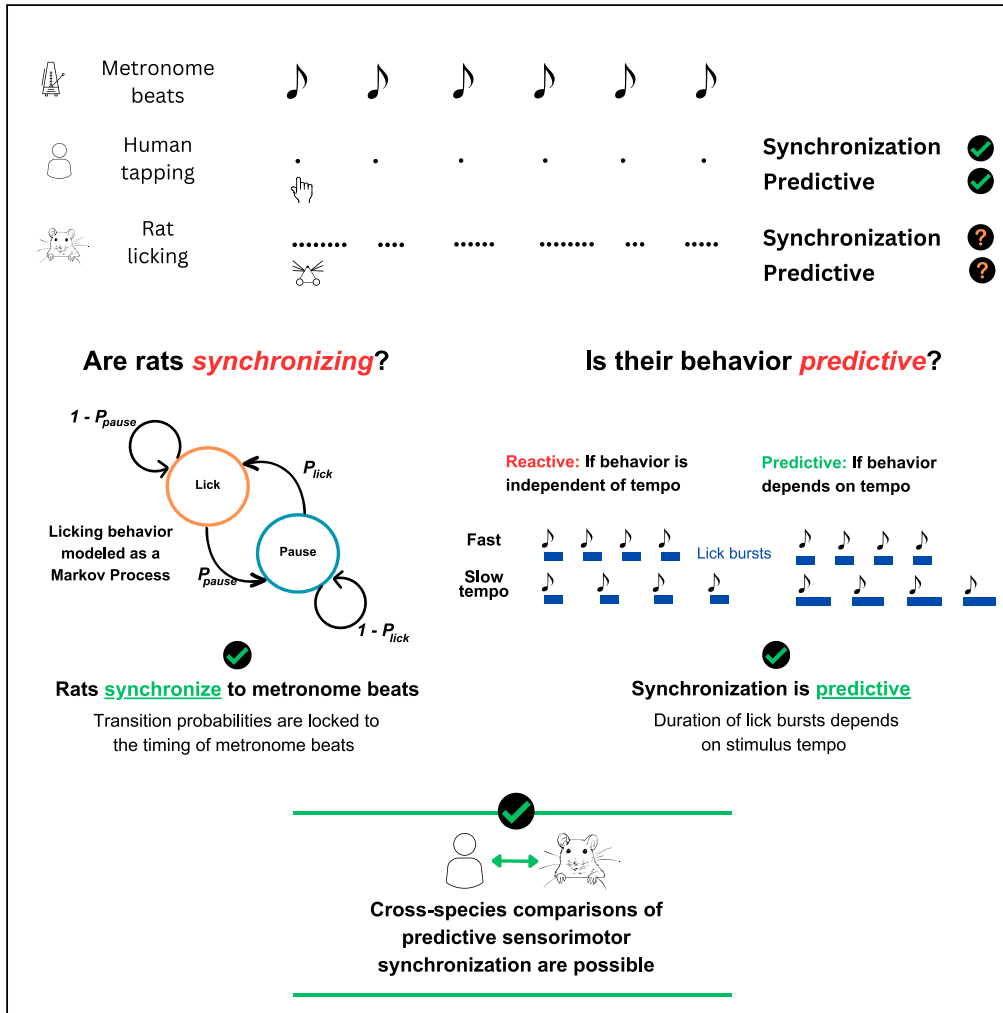 Metronome
beats
Human
tapping
Synchronization
Predictive
Rat
licking
Synchronization ?
Predictive ?
Are rats synchronizing?
1 - Ppause
Plick
Lick
Pause
Licking behavior
modeled as a
Markov Process
Ppause
1 - Plick
Rats synchronize to metronome beats
Transition probabilities are locked to
the timing of metronome beats
Is their behavior predictive?
Reactive: If behavior is
independent of tempo
Predictive: If behavior
depends on tempo
Fast
Lick bursts
Slow
tempo
Synchronization is predictive
Duration of lick bursts depends
on stimulus tempo
Cross-species comparisons of
predictive sensorimotor
synchronization are possible